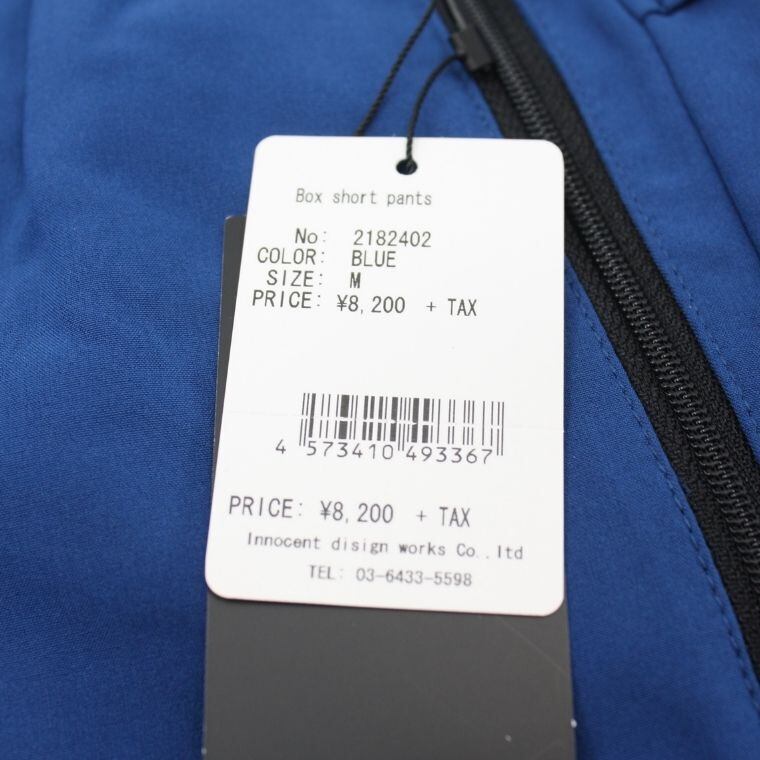 Box short pants
No: 2182402
COLOR: BLUE
SIZE: M
PRICE: ¥8,200 + TAX
4 573410 493367
PRICE: ¥8,200 + TAX
Innocent disign works Co.,ltd
TEL: 03-6433-5598